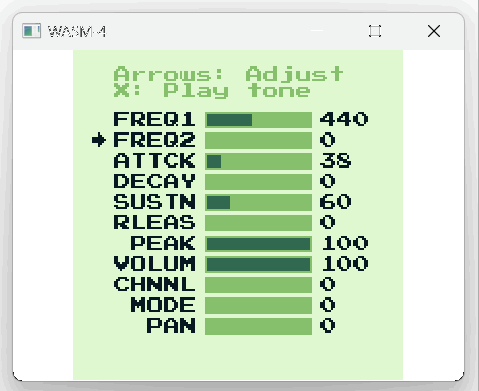 WASM-4
Arrows: Adjust
X: Play tone
FREQ1 440
FREQ2 0
ATTCK 38
DECAY 0
SUSTN 60
RLEAS 0
PEAK 100
VOLUM 100
CHNNL 0
MODE 0
PAN 0